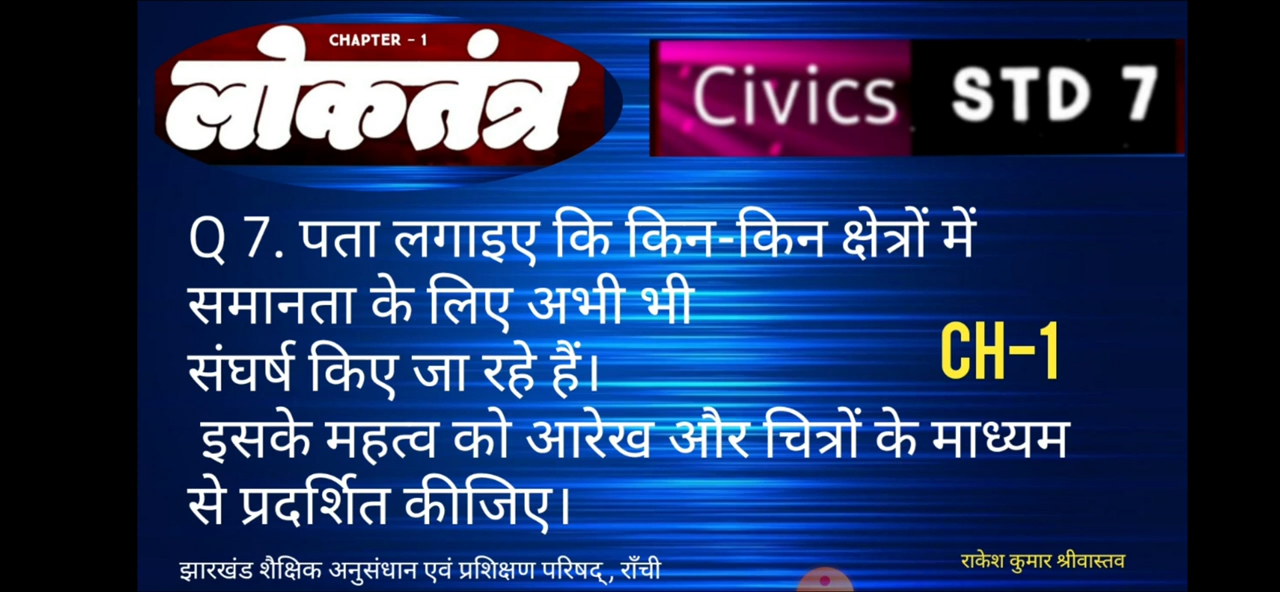 CHAPTER - 1
लोकतंत्र
Civics STD 7
Q 7. पता लगाइए कि किन-किन क्षेत्रों में
समानता के लिए अभी भी
संघर्ष किए जा रहे हैं।
CH-1
इसके महत्व को आरेख और चित्रों के माध्यम
से प्रदर्शित कीजिए।
झारखंड शैक्षिक अनुसंधान एवं प्रशिक्षण परिषद् , राँची
राकेश कुमार श्रीवास्तव